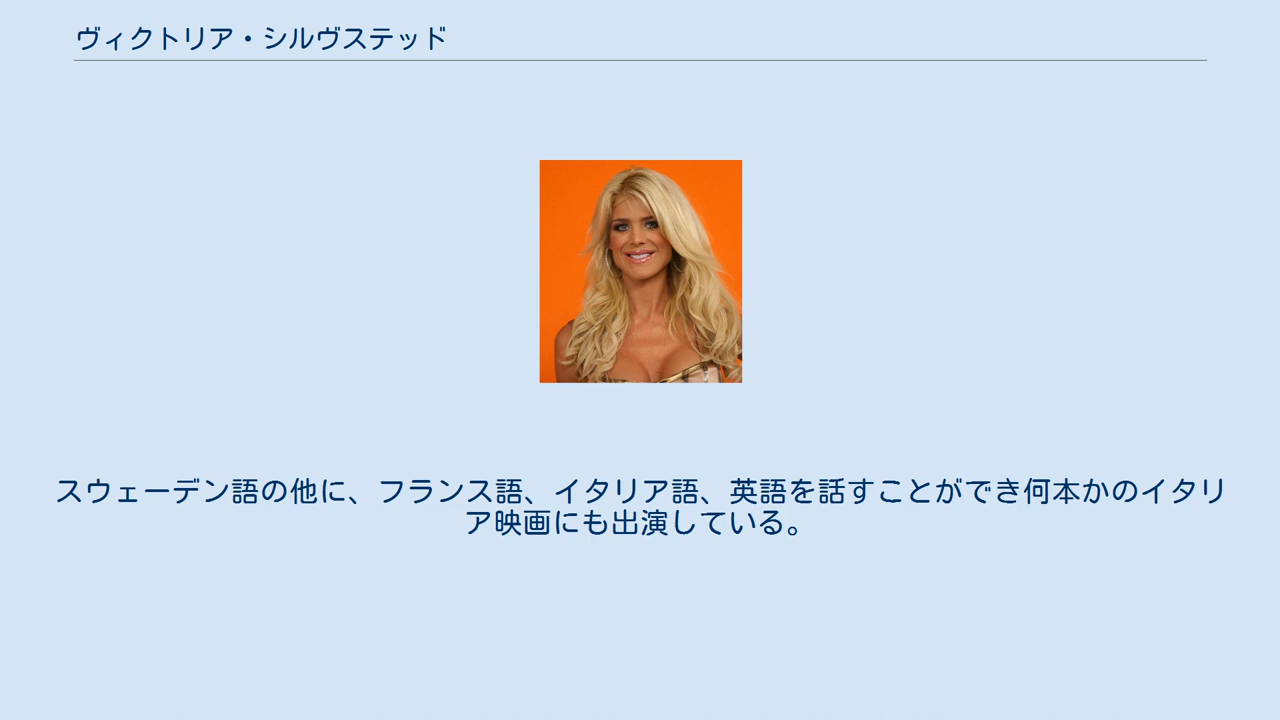 ヴィクトリア・シルヴステッド
スウェーデン語の他に、フランス語、イタリア語、英語を話すことができ何本かのイタリ
ア映画にも出演している。